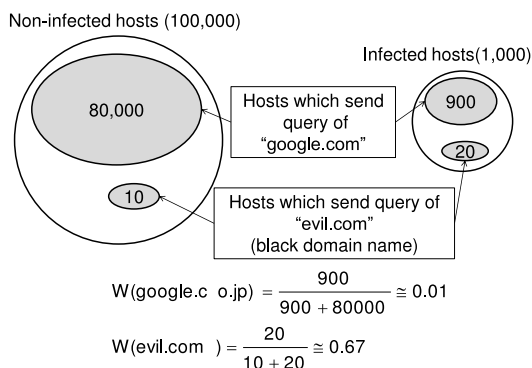 Non-infected hosts (100,000)
Infected hosts(1,000)
80,000
900
Hosts which send
query of
“google.com”
20
10
Hosts which send query of
“evil.com”
(black domain name)
W(google.c o.jp) = 900 / 900 + 80000 ≅ 0.01
W(evil.com ) = 20 / 10 + 20 ≅ 0.67